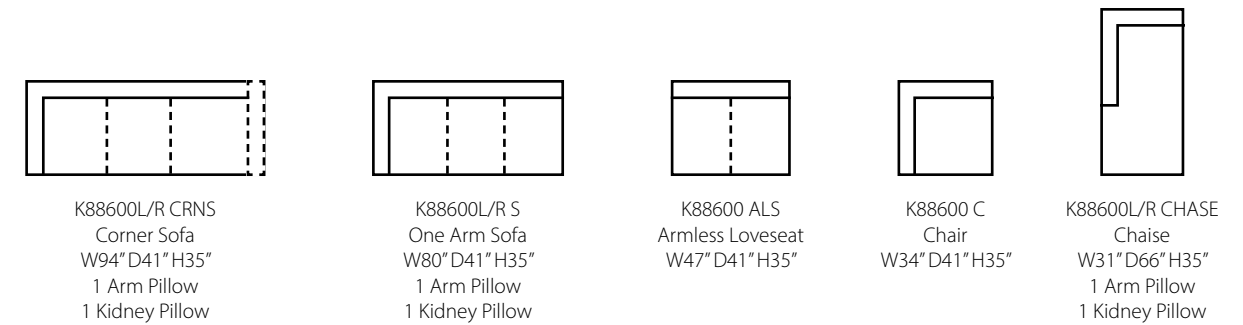 K88600L/R CRNS
Corner Sofa
W94” D41” H35”
1 Arm Pillow
1 Kidney Pillow
K88600L/R S
One Arm Sofa
W80” D41” H35”
1 Arm Pillow
1 Kidney Pillow
K88600 ALS
Armless Loveseat
W47” D41” H35”
K88600 C
Chair
W34” D41” H35”
K88600L/R CHASE
Chaise
W31” D66” H35”
1 Arm Pillow
1 Kidney Pillow